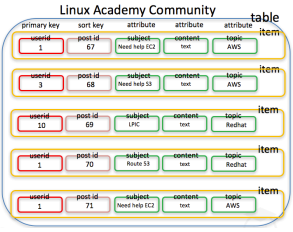 Linux Academy Community
table
primary key sort key attribute attribute attribute
item
userid post id subject content topic
1 67 Need help EC2 text AWS
item
userid post id subject content topic
3 68 Need help S3 text AWS
item
userid post id subject content topic
10 69 LPIC text Redhat
item
userid post id subject content topic
1 70 Route 53 text Redhat
item
userid post id subject content topic
1 71 Need help EC2 text AWS